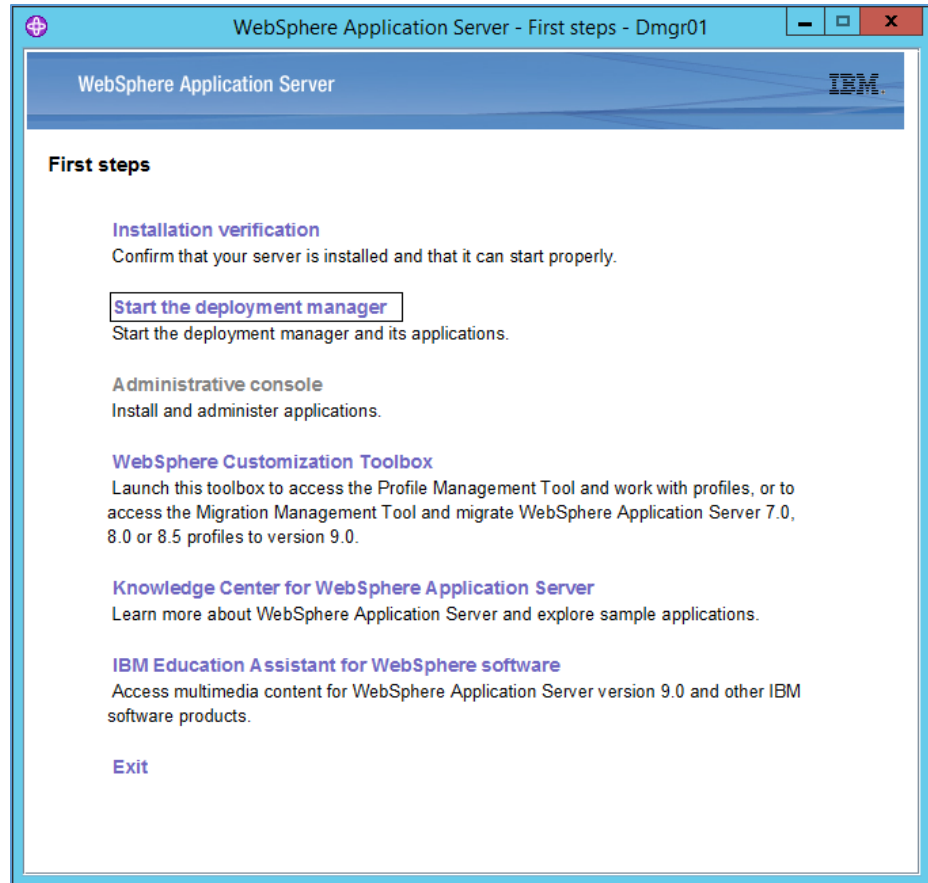 WebSphere Application Server - First steps - Dmgr01
WebSphere Application Server
IBM.
First steps
Installation verification
Confirm that your server is installed and that it can start properly.
Start the deployment manager
Start the deployment manager and its applications.
Administrative console
Install and administer applications.
WebSphere Customization Toolbox
Launch this toolbox to access the Profile Management Tool and work with profiles, or to
access the Migration Management Tool and migrate WebSphere Application Server 7.0,
8.0 or 8.5 profiles to version 9.0.
Knowledge Center for WebSphere Application Server
Learn more about WebSphere Application Server and explore sample applications.
IBM Education Assistant for WebSphere software
Access multimedia content for WebSphere Application Server version 9.0 and other IBM
software products.
Exit